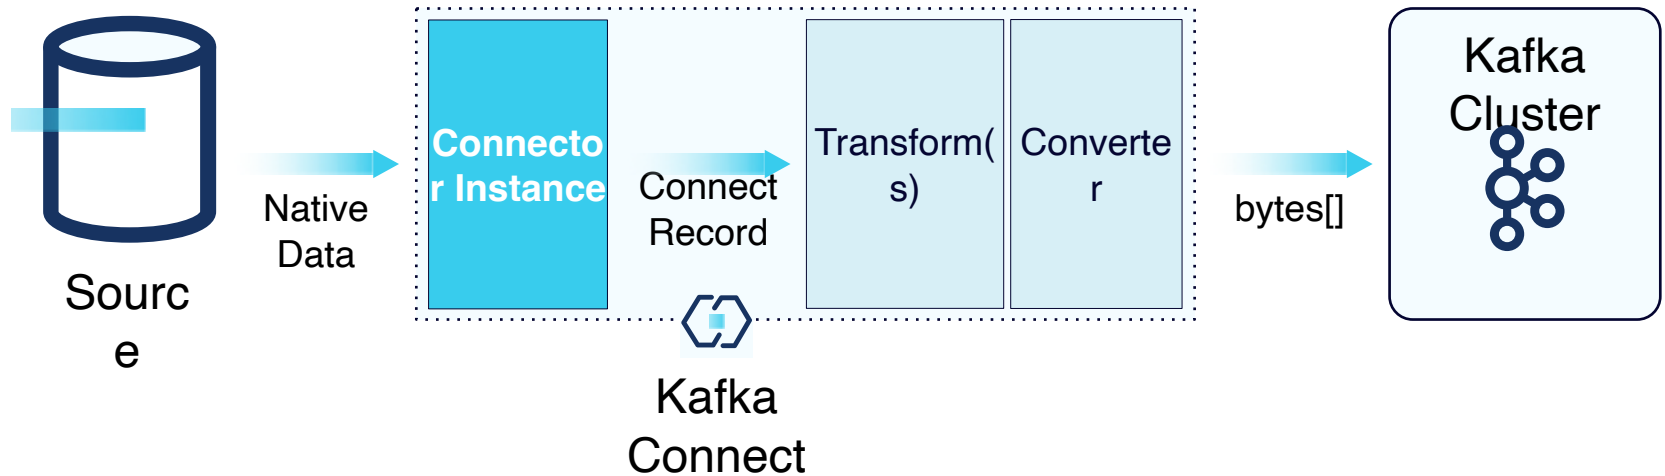 Sourc
e
Native
Data
Connecto
r Instance
Connect
Record
Transform(
s)
Converte
r
Kafka
Connect
bytes[]
Kafka
Cluster